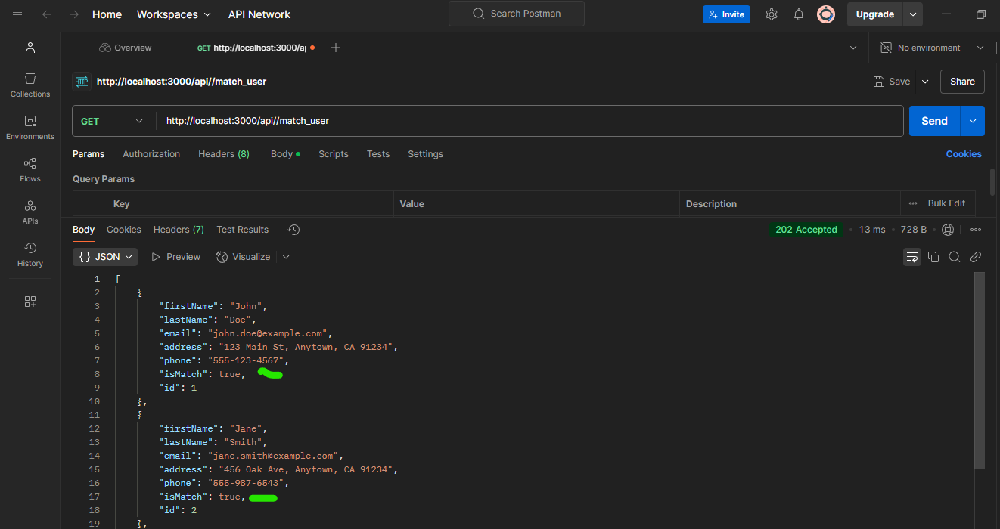 Home Workspaces API Network Search Postman Invite Upgrade
Overview GET http://localhost:3000/ap No environment
HTTP http://localhost:3000/api//match_user Save Share
Collections
GET http://localhost:3000/api//match_user Send
Environments
Params Authorization Headers (8) Body Scripts Tests Settings Cookies
Flows
Query Params
Key Value Description Bulk Edit
APIs
Body Cookies Headers (7) Test Results 202 Accepted 13 ms 728 B
{} JSON Preview Visualize
History
1 [
2 {
3 "firstName": "John",
4 "lastName": "Doe",
5 "email": "john.doe@example.com",
6 "address": "123 Main St, Anytown, CA 91234",
7 "phone": "555-123-4567",
8 "isMatch": true,
9 "id": 1
10 },
11 {
12 "firstName": "Jane",
13 "lastName": "Smith",
14 "email": "jane.smith@example.com",
15 "address": "456 Oak Ave, Anytown, CA 91234",
16 "phone": "555-987-6543",
17 "isMatch": true,
18 "id": 2
19 },